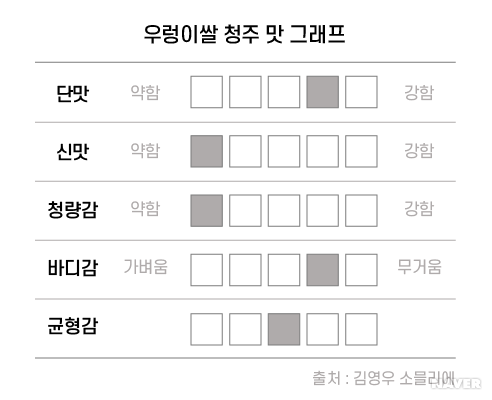 우렁이쌀 청주 맛 그래프
단맛 약함 강함
신맛 약함 강함
청량감 약함 강함
바디감 가벼움 무거움
균형감
출처 : 김영우 소믈리에
NAVER